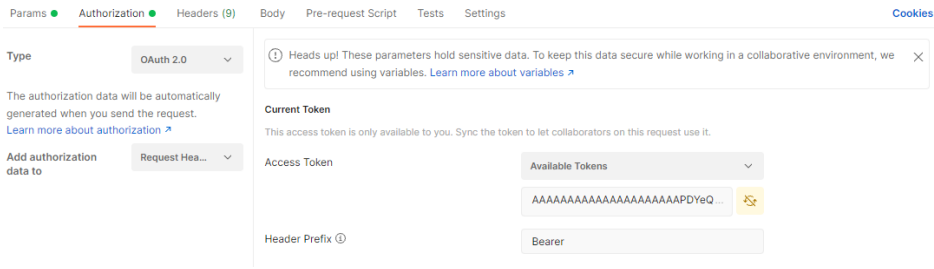 Params Authorization Headers (9) Body Pre-request Script Tests Settings Cookies
Type
OAuth 2.0
The authorization data will be automatically
generated when you send the request.
Learn more about authorization ↗
Add authorization
data to
Request Hea...
Heads up! These parameters hold sensitive data. To keep this data secure while working in a collaborative environment, we
recommend using variables. Learn more about variables ↗
Current Token
This access token is only available to you. Sync the token to let collaborators on this request use it.
Access Token
Available Tokens
AAAAAAAAAAAAAAAAAAAAAPDYeQ...
Header Prefix
Bearer